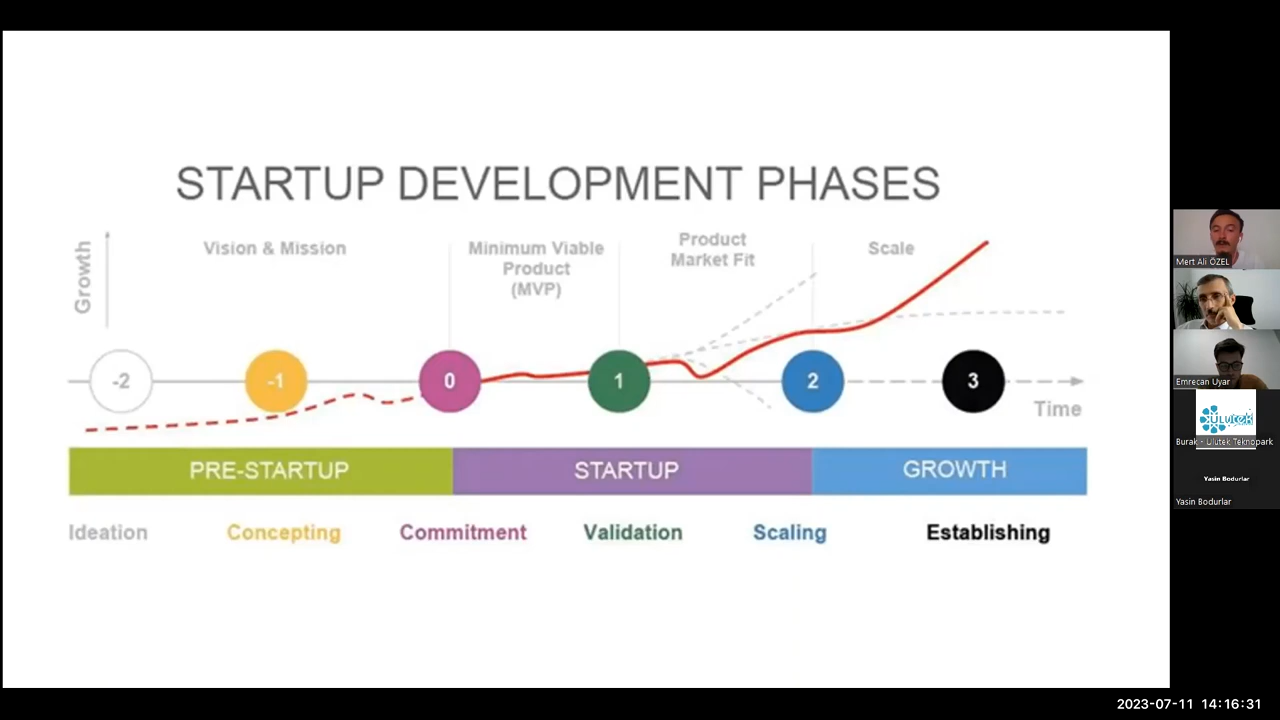 STARTUP DEVELOPMENT PHASES
Growth
Vision & Mission
Minimum Viable
Product
(MVP)
Product
Market Fit
Scale
-2
-1
0
1
2
3
Time
PRE-STARTUP
STARTUP
GROWTH
Ideation
Concepting
Commitment
Validation
Scaling
Establishing
Mert Ali ÖZEL
Emrecan Uyar
ULUTEK
Burak - Ulutek Teknopark
Yasin Bodurlar
Yasin Bodurlar
2023-07-11 14:16:31